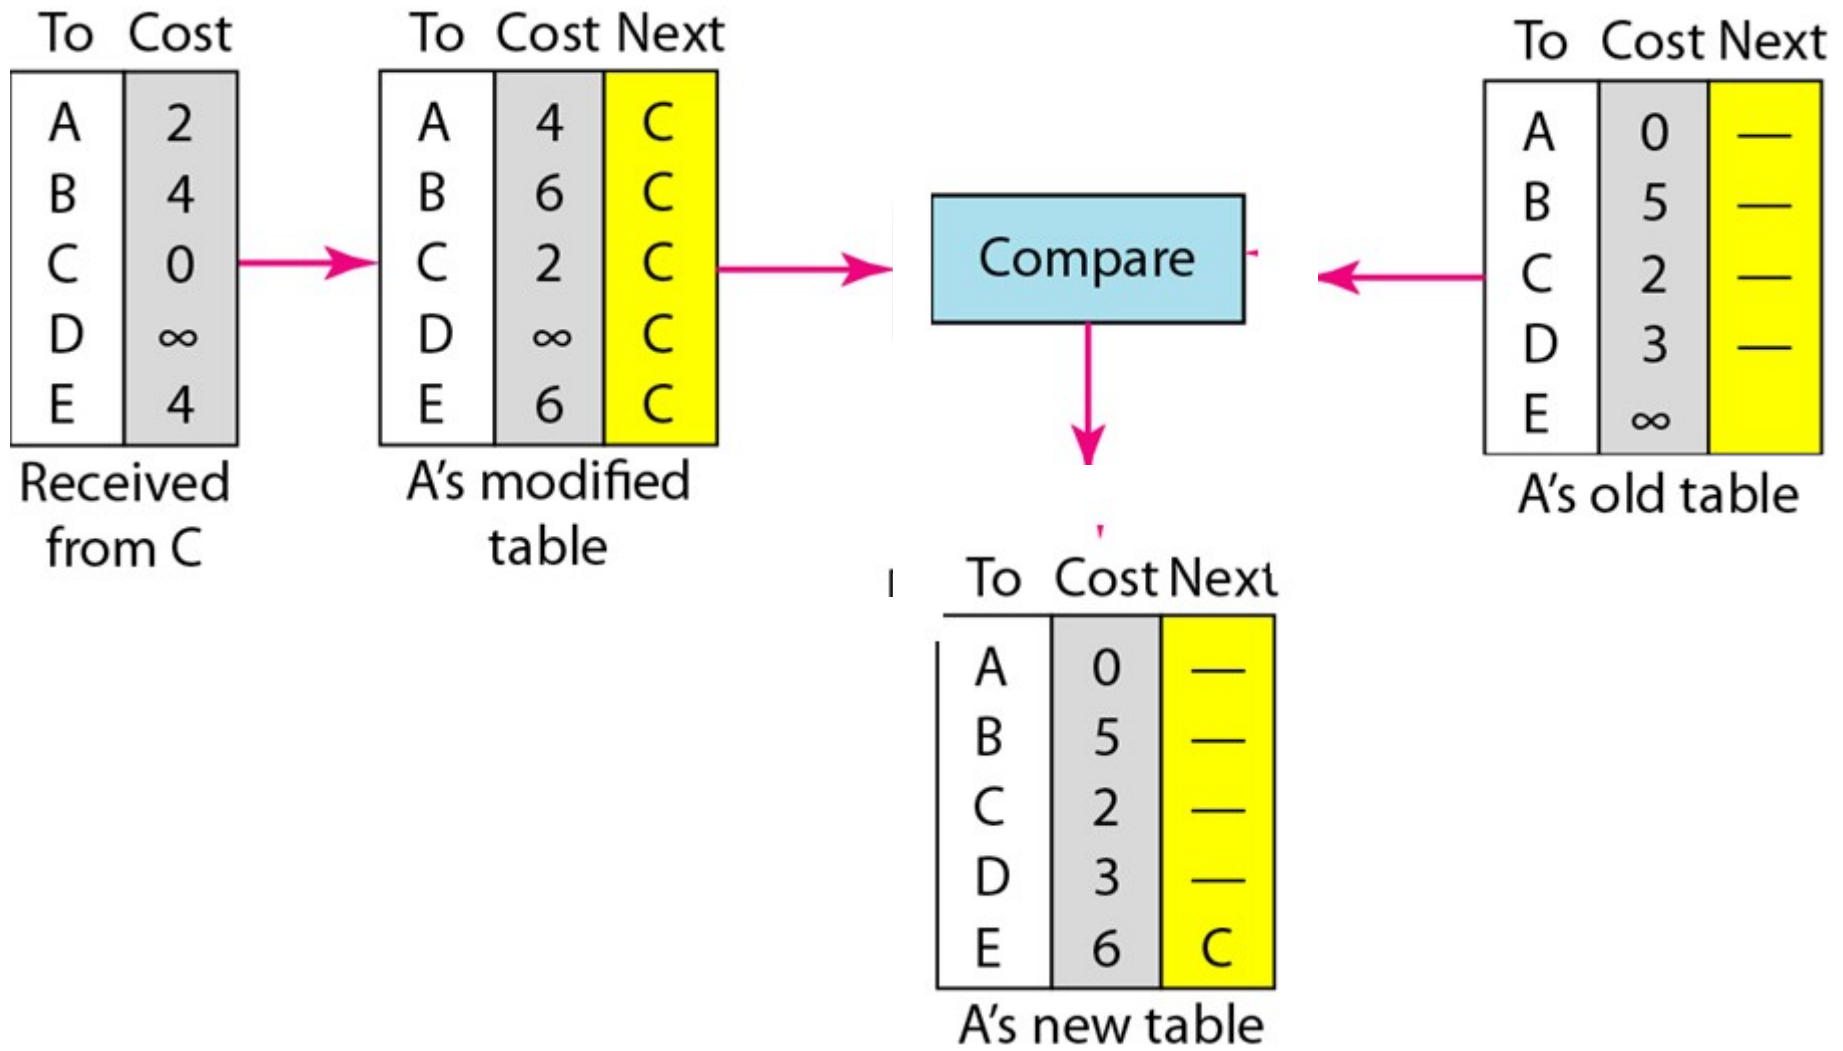 To Cost
A 2
B 4
C 0
D ∞
E 4
Received
from C
To Cost Next
A 4 C
B 6 C
C 2 C
D ∞ C
E 6 C
A's modified
table
Compare
To Cost Next
A 0 —
B 5 —
C 2 —
D 3 —
E ∞
A's old table
To Cost Next
A 0 —
B 5 —
C 2 —
D 3 —
E 6 C
A's new table